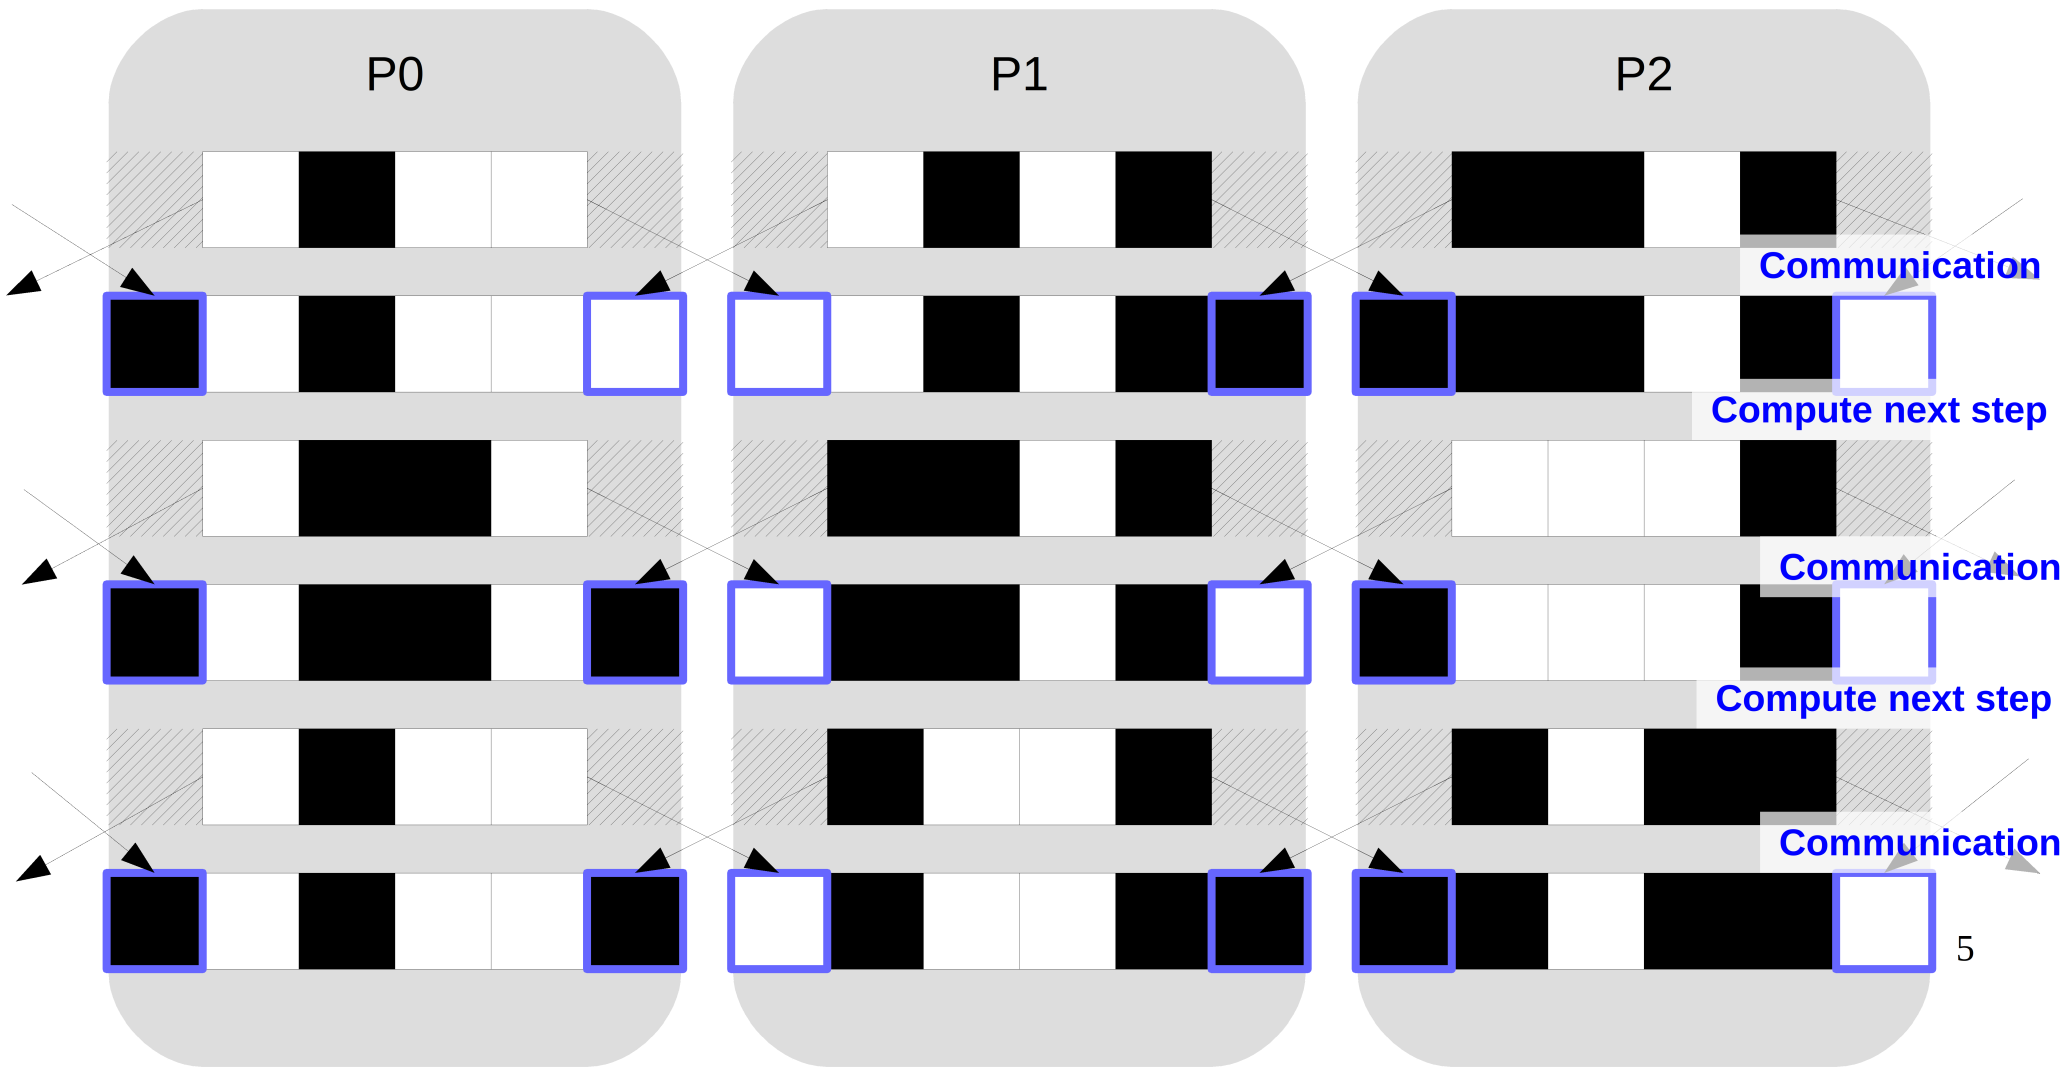 P0
P1
P2
Communication
Compute next step
Communication
Compute next step
Communication
5